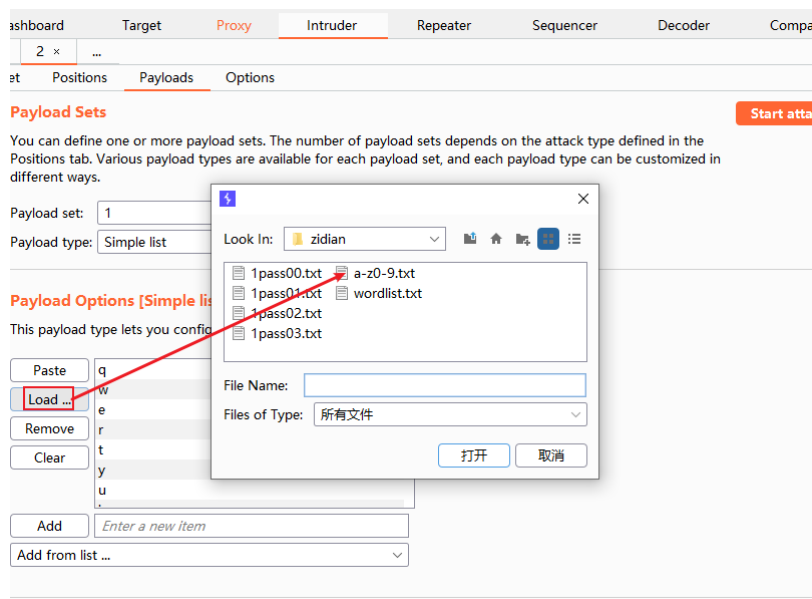 ashboard Target Proxy Intruder Repeater Sequencer Decoder Compa
2 × ...
et Positions Payloads Options
Payload Sets
Start atta
You can define one or more payload sets. The number of payload sets depends on the attack type defined in the
Positions tab. Various payload types are available for each payload set, and each payload type can be customized in
different ways.
Payload set: 1
Payload type: Simple list
Payload Options [Simple lis
This payload type lets you config
Paste
Load ...
Remove
Clear
q
w
e
r
t
y
u
Add Enter a new item
Add from list ...
Look In: zidian
1pass00.txt a-z0-9.txt
1pass01.txt wordlist.txt
1pass02.txt
1pass03.txt
File Name:
Files of Type: 所有文件
打开 取消